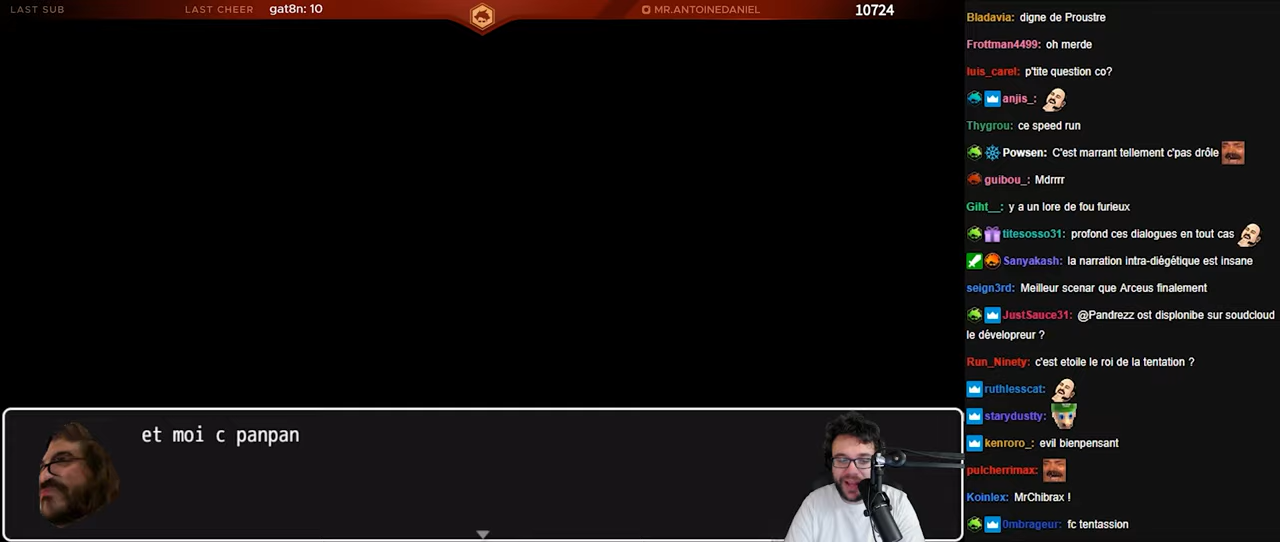 LAST SUB
LAST CHEER gat8n: 10
MR.ANTOINEDANIEL
10724
Bladavia: digne de Proustre
Frottman4499: oh merde
luis_carel: p'tite question co?
anjis_:
Thygrou: ce speed run
Powsen: C'est marrant tellement c'pas drôle
guibou_: Mdrrrr
Giht__: y a un lore de fou furieux
titesosso31: profond ces dialogues en tout cas
Sanyakash: la narration intra-diégétique est insane
seign3rd: Meilleur scenar que Arceus finalement
JustSauce31: @Pandrezz ost displonibe sur soudcloud
le dévelopreur ?
Run_Ninety: c'est etoile le roi de la tentation ?
ruthlesscat:
starydustty:
kenroro_: evil bienpensant
pulcherrimax:
Koinlex: MrChibrax !
0mbrageur: fc tentassion
et moi c panpan